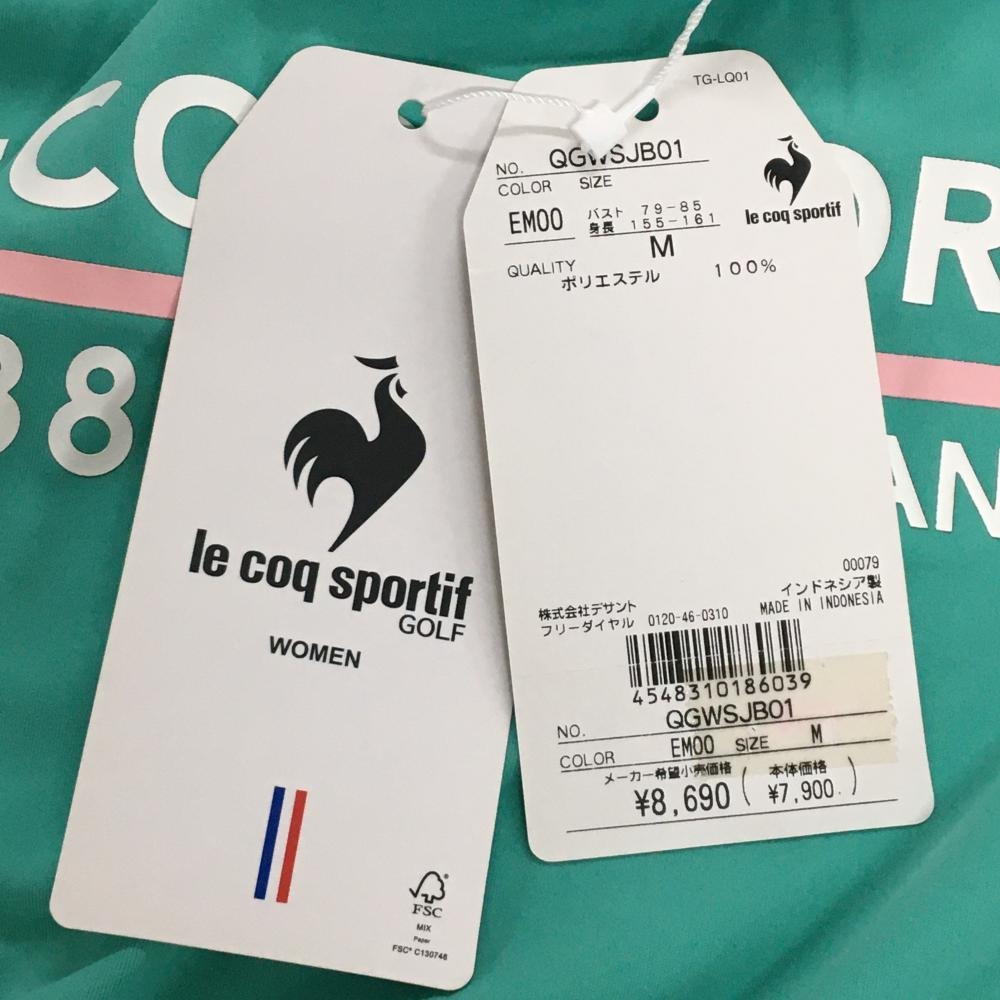 CO
OR
88
AN
le coq sportif
GOLF
WOMEN
FSC
MIX
Paper
FSC® C130746
TG-LQ01
NO. QGWSJB01
COLOR SIZE
EM00 バスト 79-85
身長 155-161
M
le coq sportif
QUALITY
ポリエステル 100%
00079
インドネシア製
MADE IN INDONESIA
株式会社デサント
フリーダイヤル 0120-46-0310
4548310186039
NO. QGWSJB01
COLOR EM00 SIZE M
メーカー希望小売価格 (本体価格
¥8,690 ¥7,900.)